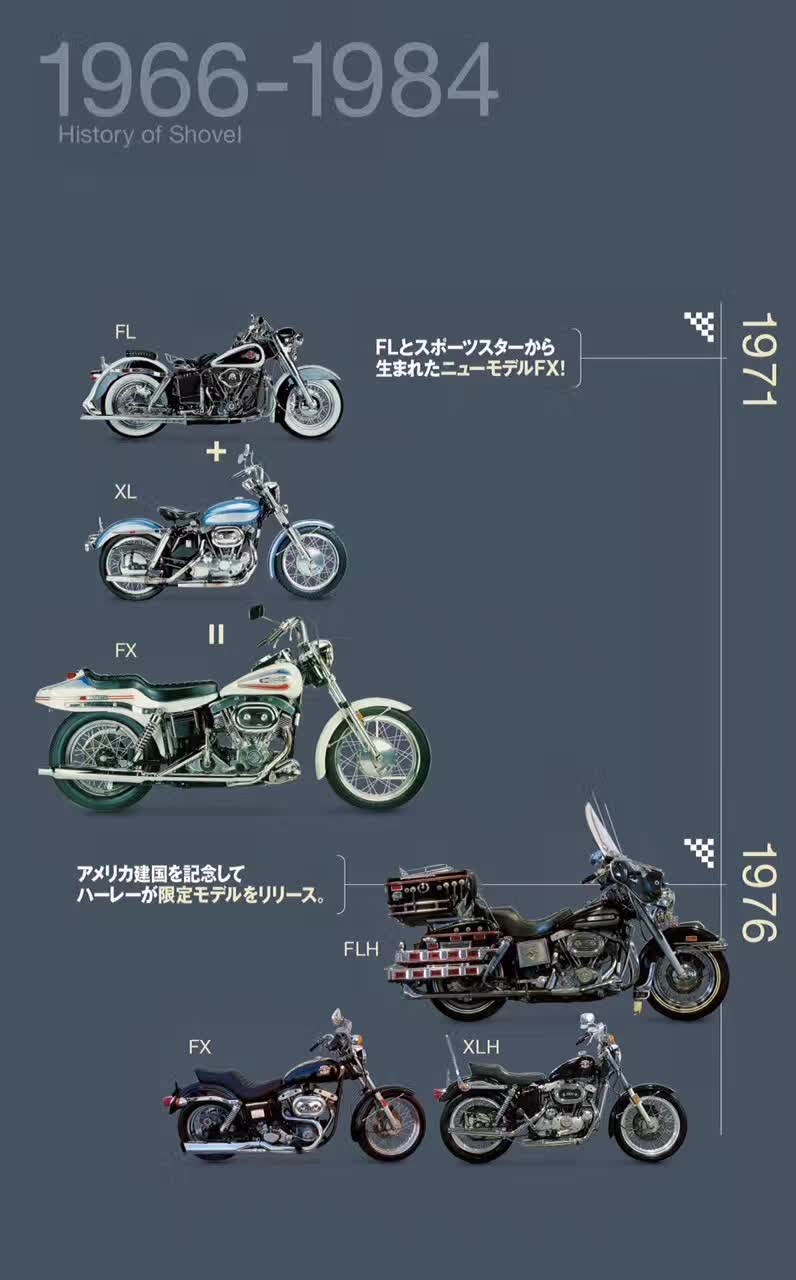 1966-1984
History of Shovel
FL
FLとスポーツスターから
生まれたニューモデルFX!
1971
+
XL
=
FX
アメリカ建国を記念して
ハーレーが限定モデルをリリース。
1976
FLH
FX
XLH